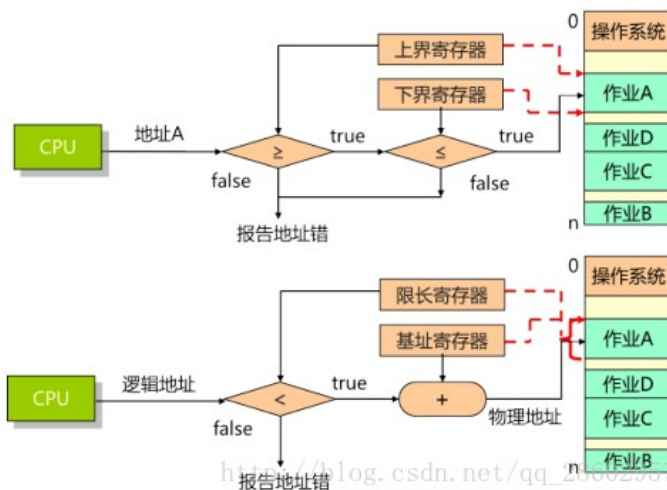 0
操作系统
上界寄存器
下界寄存器
作业A
CPU
地址A
≥
true
≤
true
作业D
false
false
作业C
报告地址错
n
作业B
0
操作系统
限长寄存器
基址寄存器
作业A
CPU
逻辑地址
<
true
+
物理地址
作业D
false
作业C
报告地址错
n
作业B